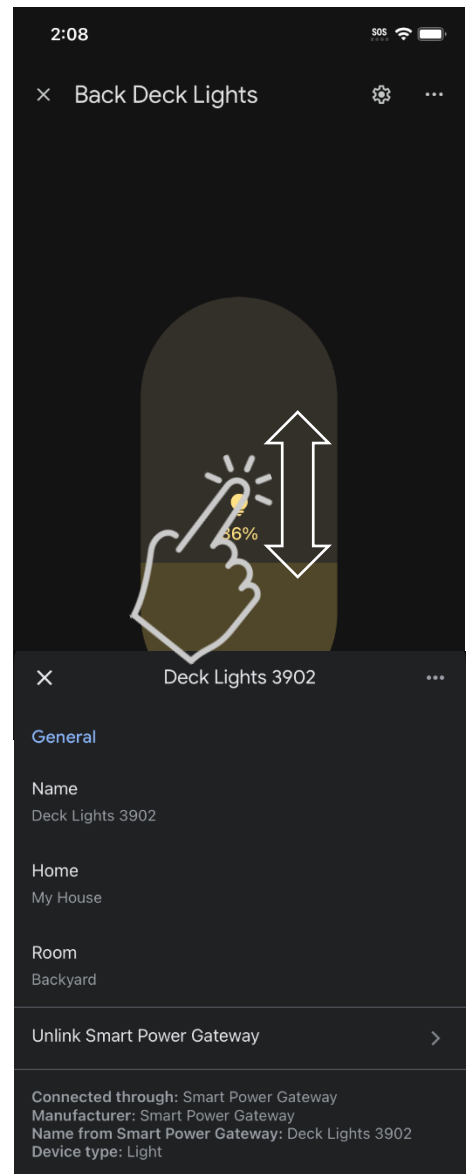 2:08
SOS
Back Deck Lights
36%
Deck Lights 3902
General
Name
Deck Lights 3902
Home
My House
Room
Backyard
Unlink Smart Power Gateway
Connected through: Smart Power Gateway
Manufacturer: Smart Power Gateway
Name from Smart Power Gateway: Deck Lights 3902
Device type: Light